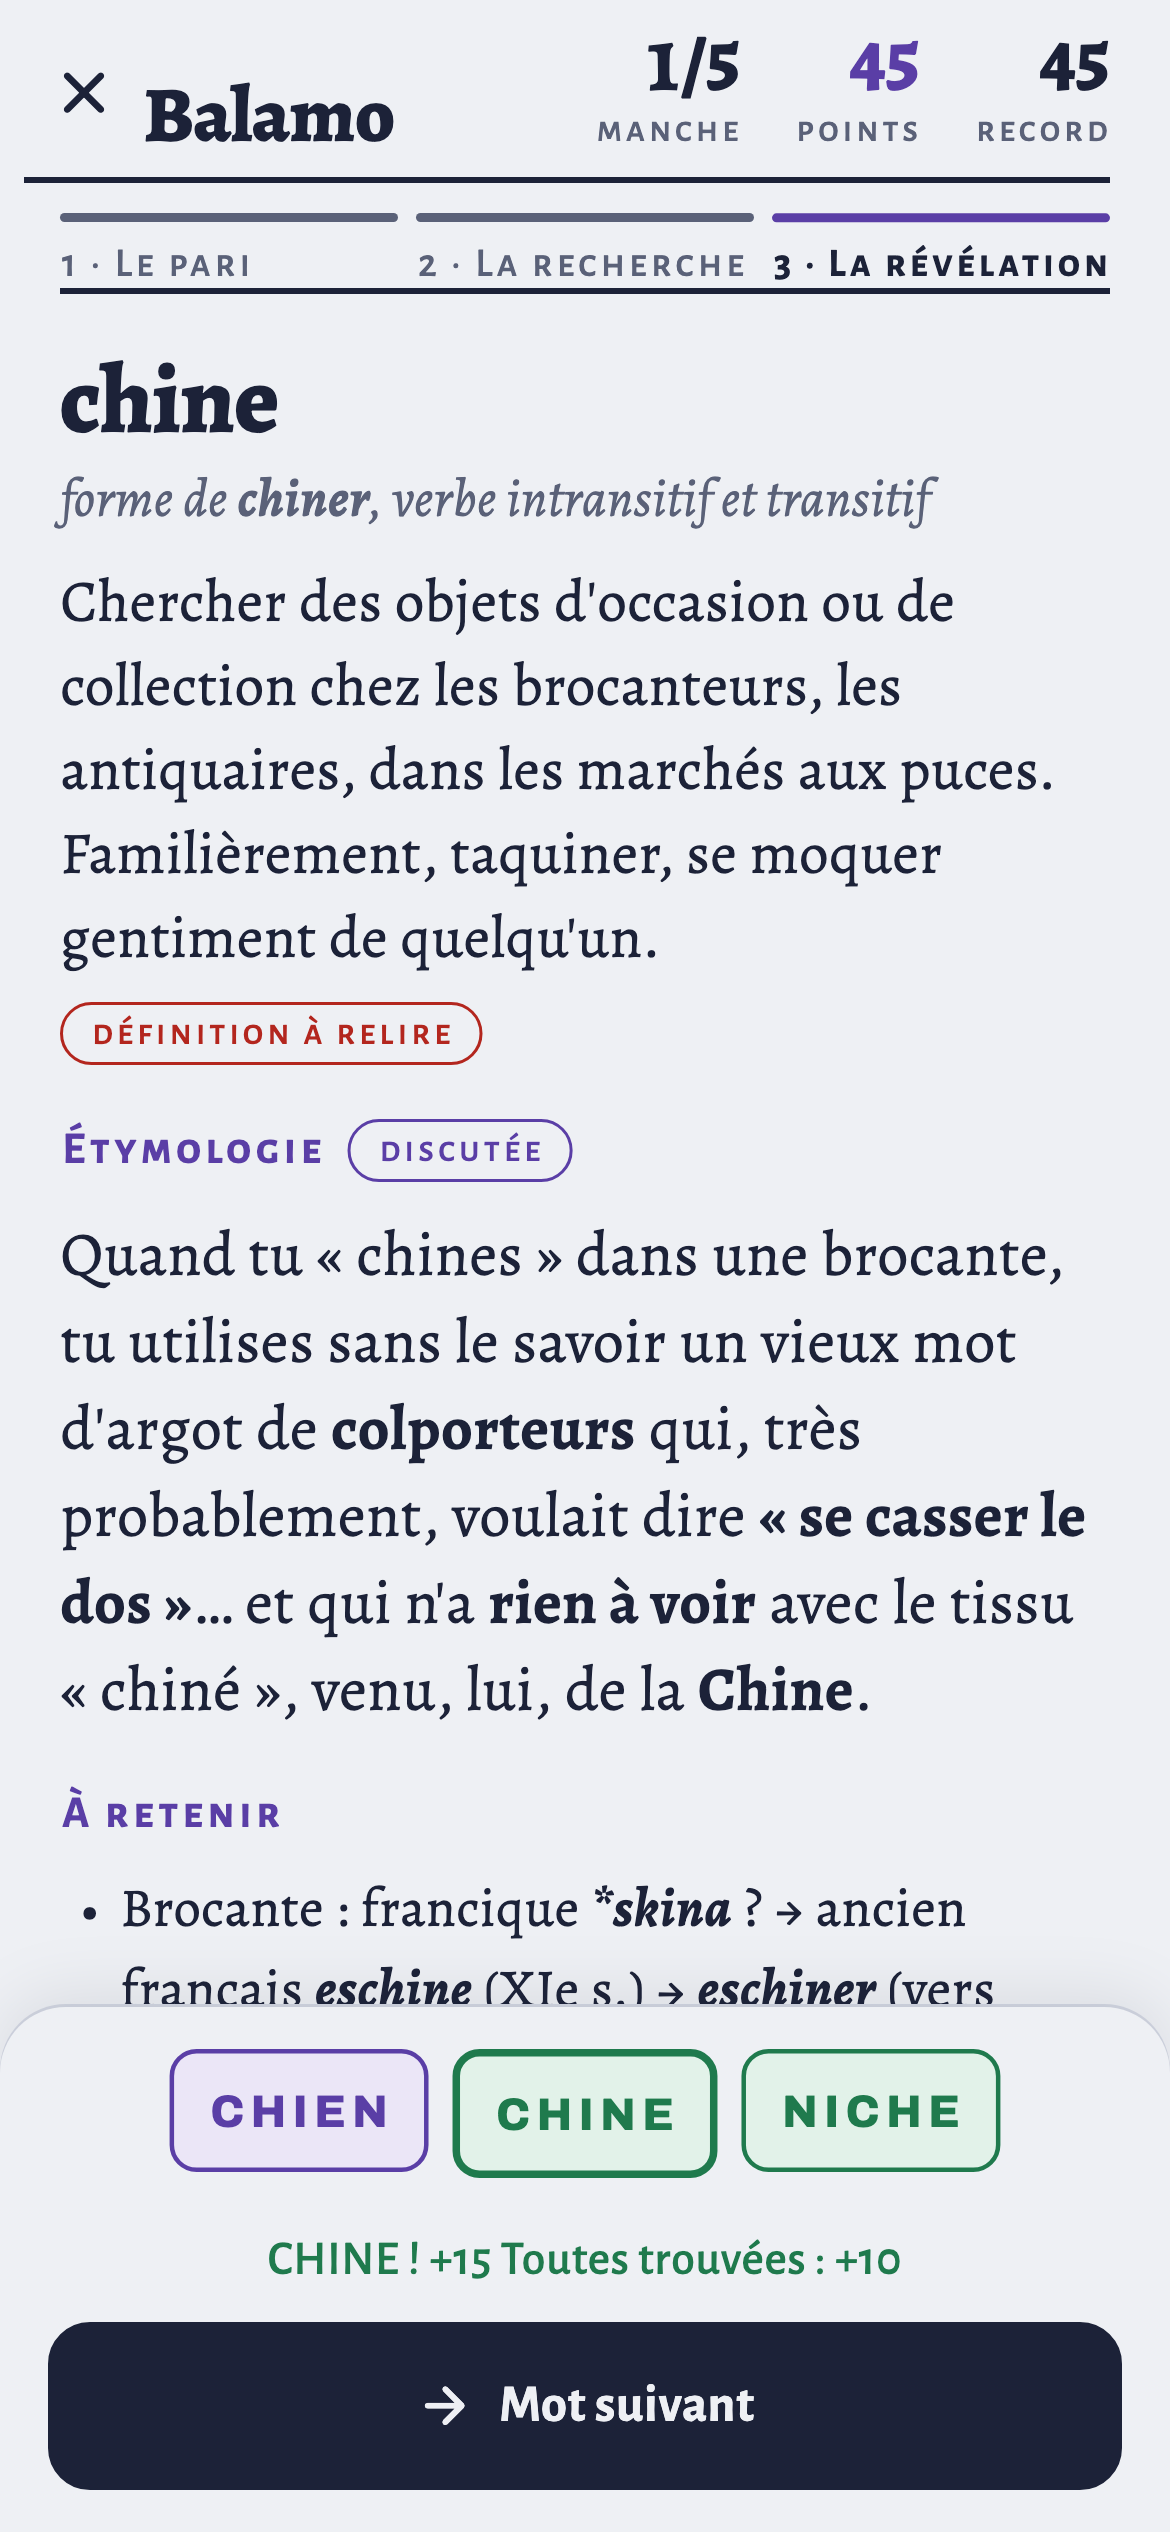 Balamo
1/5
MANCHE
45
POINTS
45
RECORD
1 · LE PARI
2 · LA RECHERCHE
3 · LA RÉVÉLATION
chine
forme de chiner, verbe intransitif et transitif
Chercher des objets d'occasion ou de
collection chez les brocanteurs, les
antiquaires, dans les marchés aux puces.
Familièrement, taquiner, se moquer
gentiment de quelqu'un.
DÉFINITION À RELIRE
ÉTYMOLOGIE
DISCUTÉE
Quand tu « chines » dans une brocante,
tu utilises sans le savoir un vieux mot
d'argot de colporteurs qui, très
probablement, voulait dire « se casser le
dos »… et qui n'a rien à voir avec le tissu
« chiné », venu, lui, de la Chine.
À RETENIR
• Brocante : francique *skina ? → ancien
français eschine (XIe s.) → eschiner (vers
CHIEN
CHINE
NICHE
CHINE ! +15 Toutes trouvées : +10
→ Mot suivant